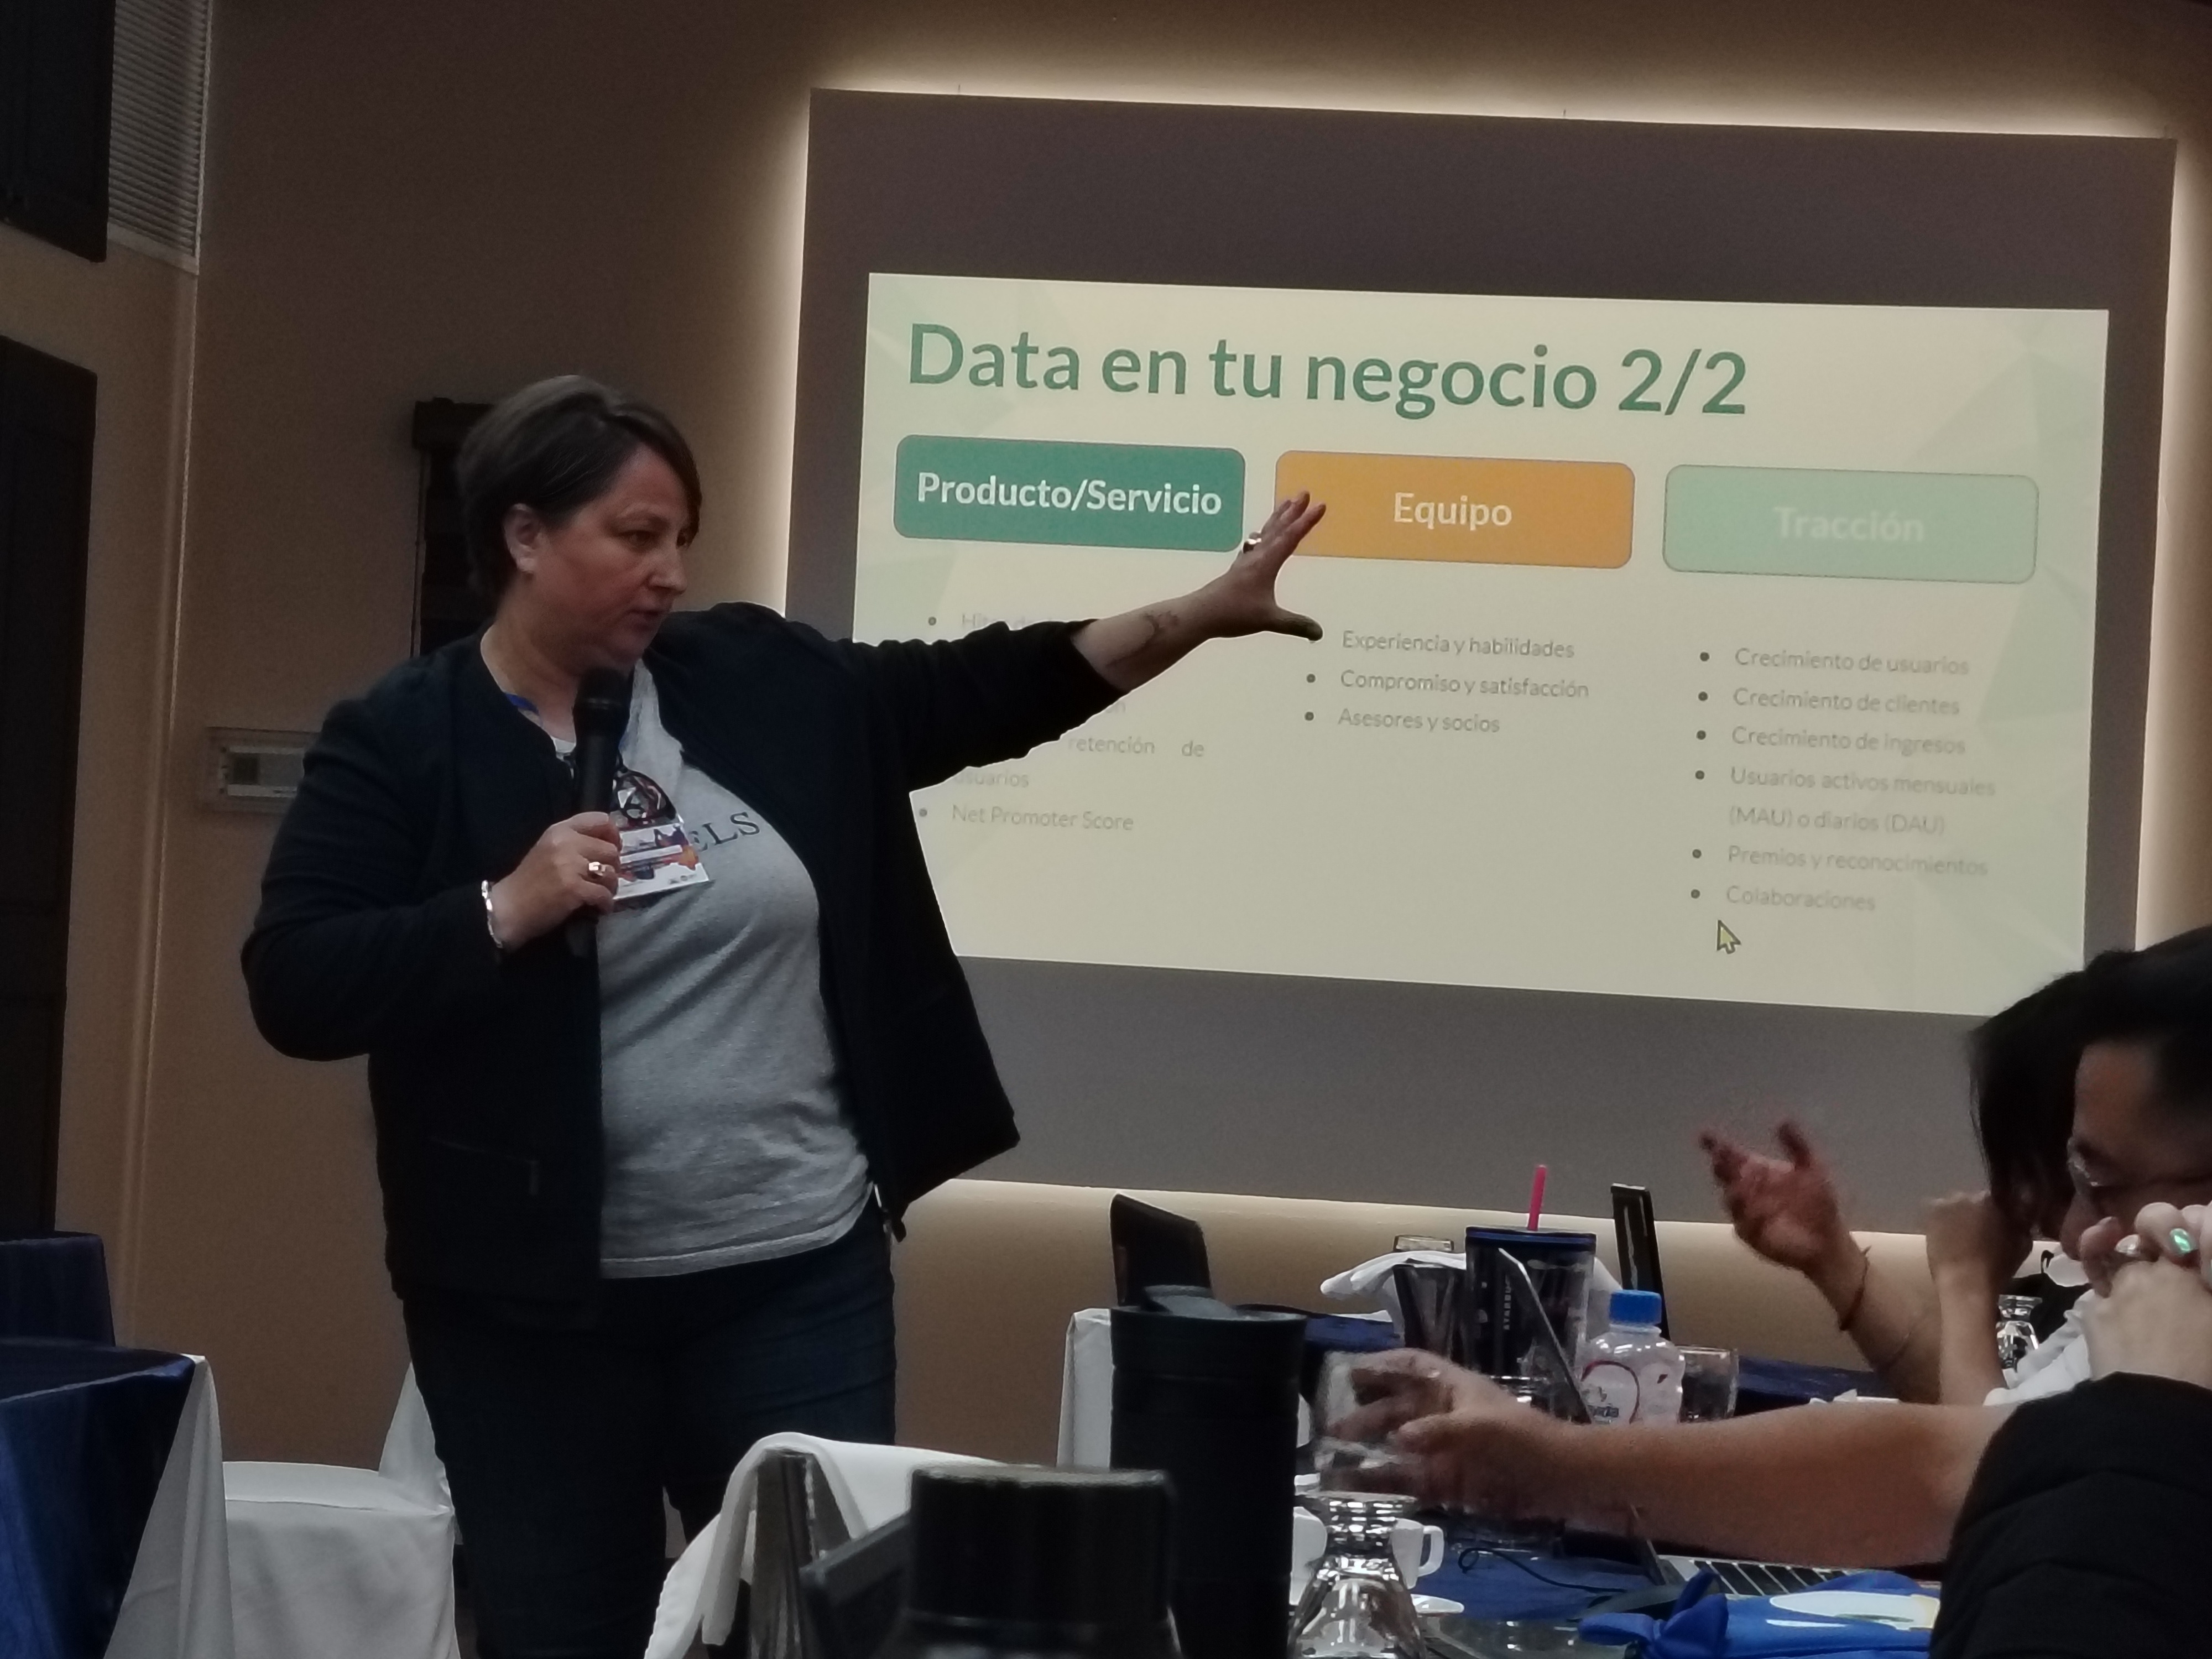 Data en tu negocio 2/2
Producto/Servicio
Equipo
Tracción
retención de
usuarios
Net Promoter Score
Experiencia y habilidades
Compromiso y satisfacción
Asesores y socios
Crecimiento de usuarios
Crecimiento de clientes
Crecimiento de ingresos
Usuarios activos mensuales
(MAU) o diarios (DAU)
Premios y reconocimientos
Colaboraciones
ELS